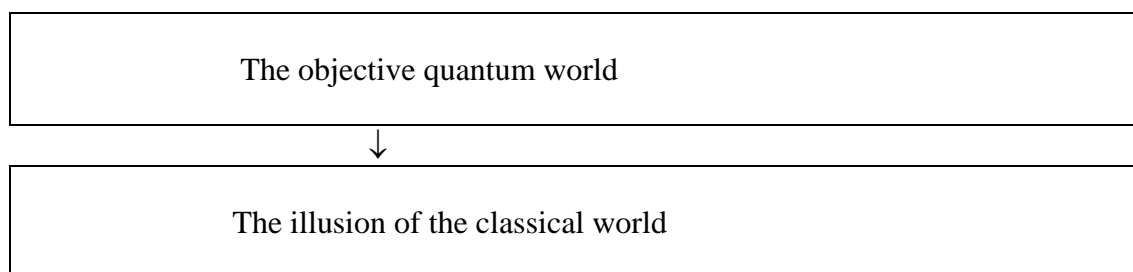 The objective quantum world
↓
The illusion of the classical world